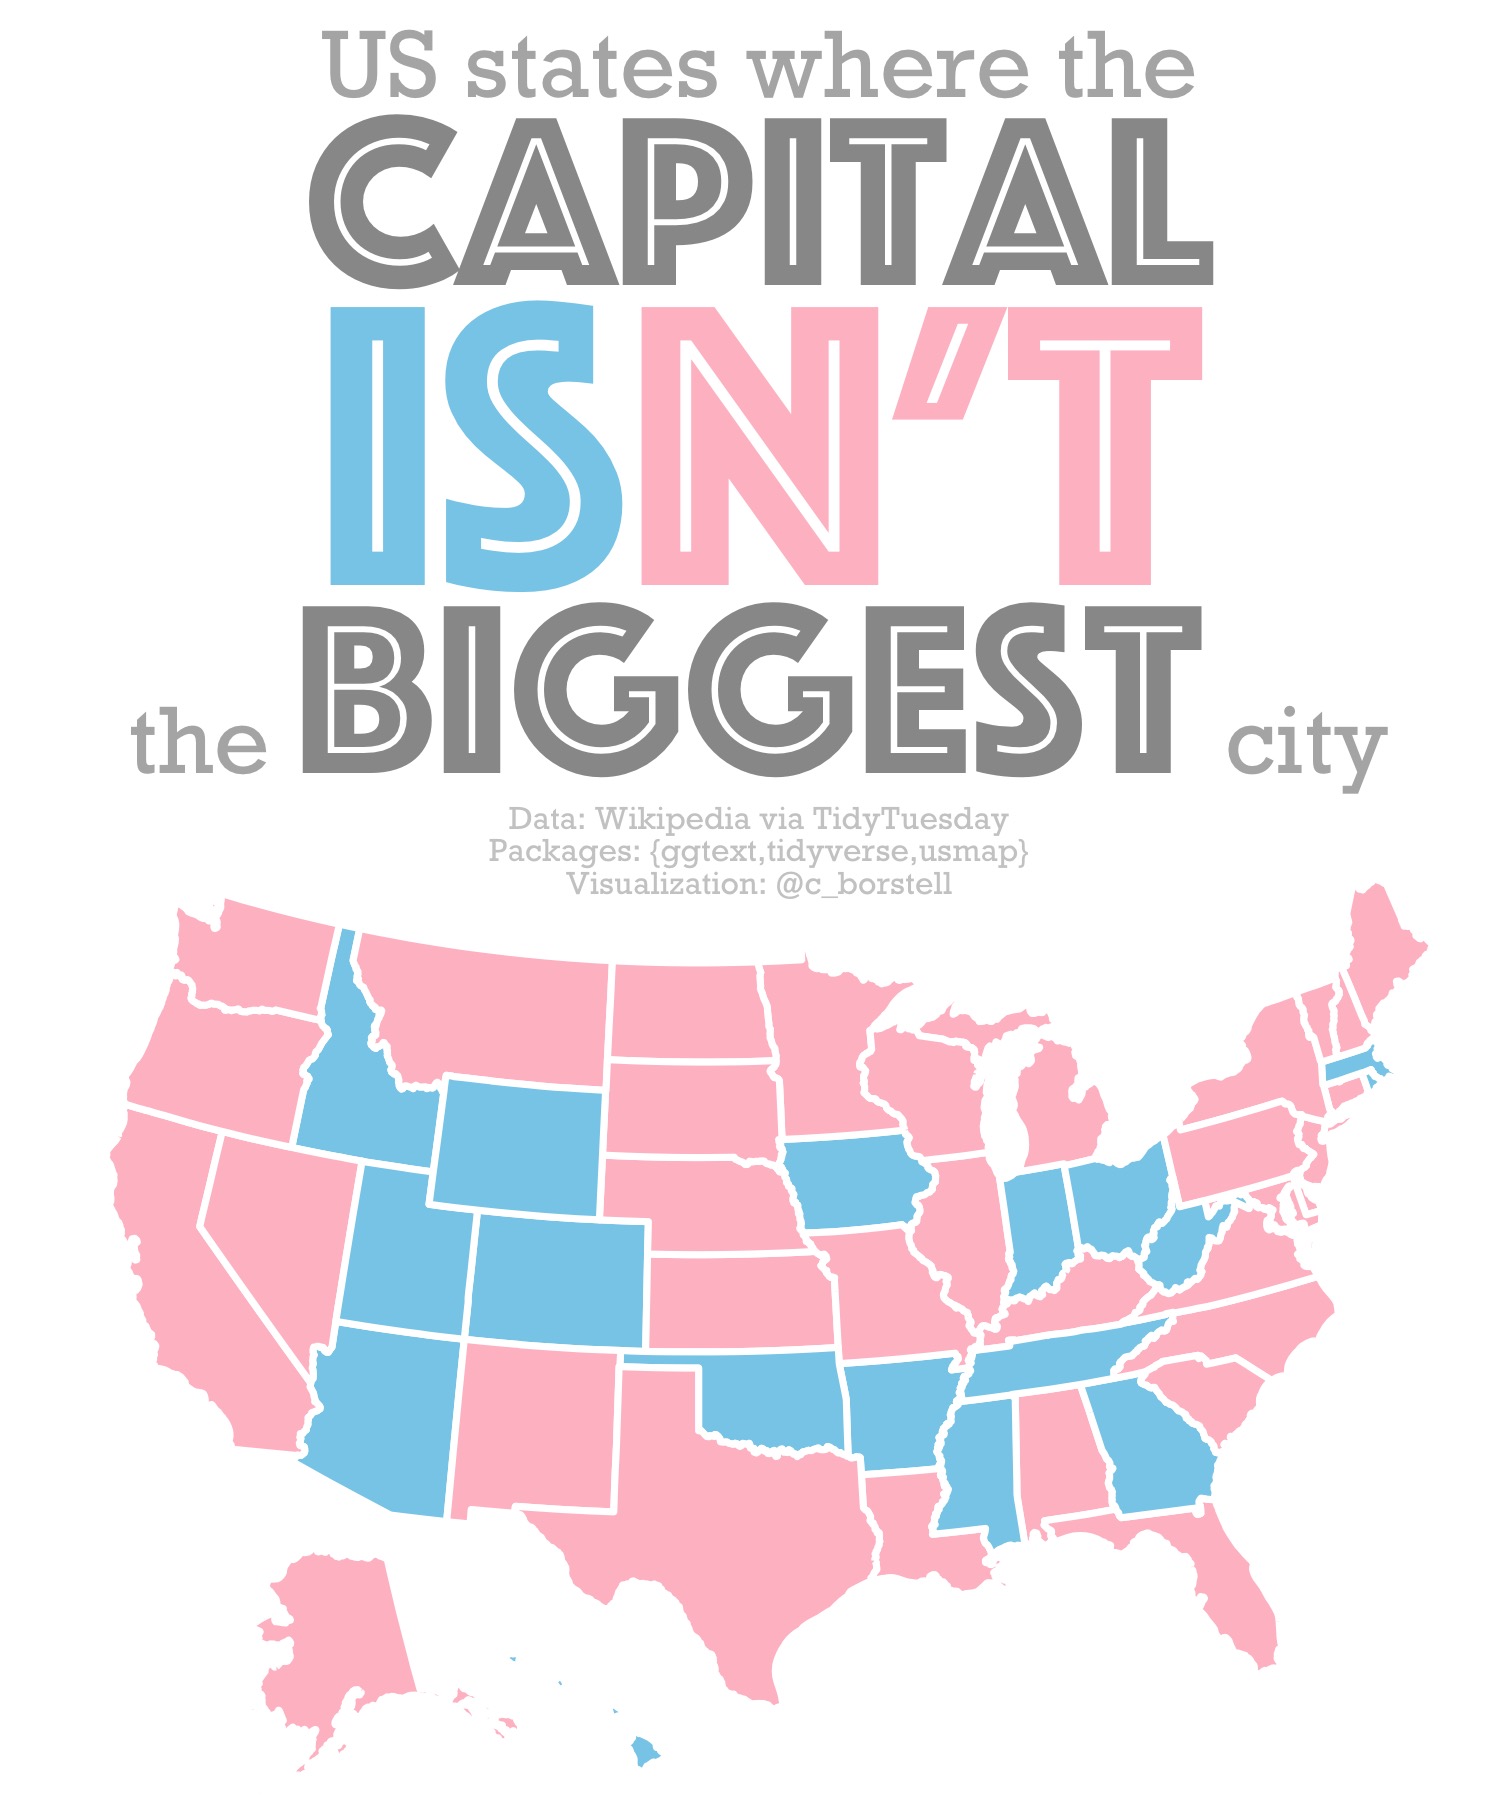 US states where the
CAPITAL
ISN'T
the BIGGEST city
Data: Wikipedia via TidyTuesday
Packages: {ggtext,tidyverse,usmap}
Visualization: @c_borstell